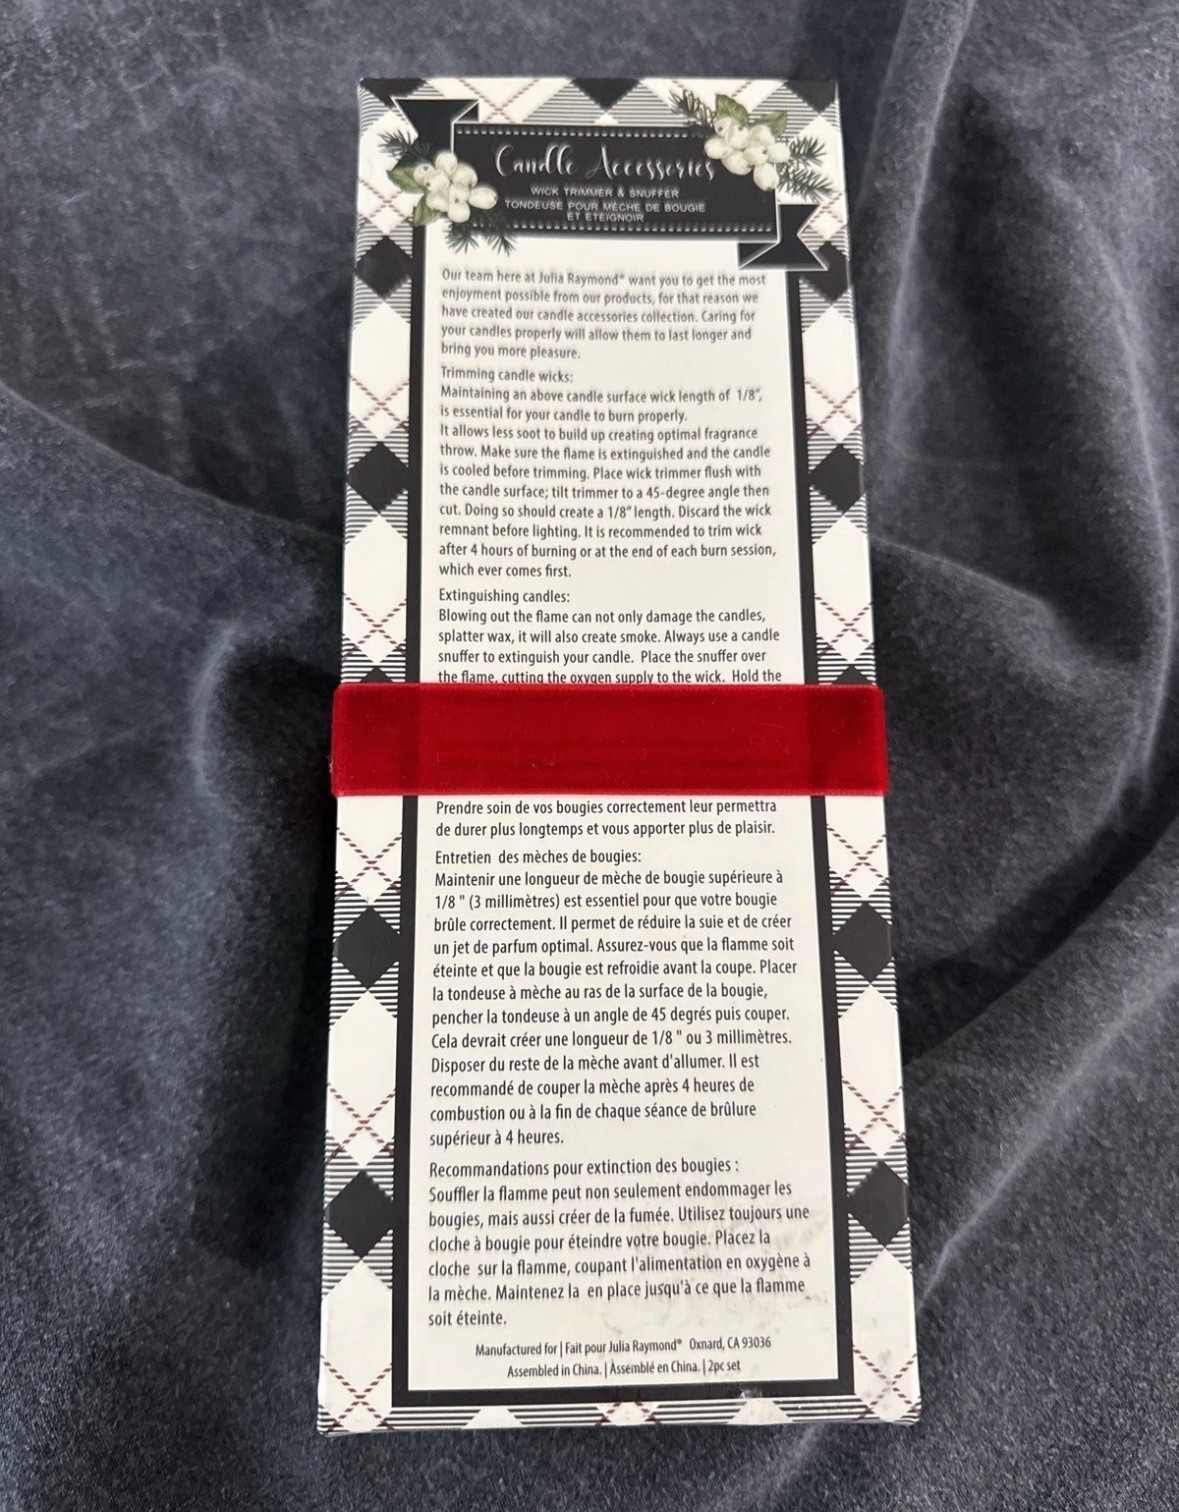 Candle Accessories
WICK TRIMMER & SNUFFER
TONDEUSE POUR MÈCHE DE BOUGIE
ET ETEIGNOIR
Our team here at Julia Raymond® want you to get the most
enjoyment possible from our products, for that reason we
have created our candle accessories collection. Caring for
your candles properly will allow them to last longer and
bring you more pleasure.
Trimming candle wicks:
Maintaining an above candle surface wick length of 1/8",
is essential for your candle to burn properly.
It allows less soot to build up creating optimal fragrance
throw. Make sure the flame is extinguished and the candle
is cooled before trimming. Place wick trimmer flush with
the candle surface; tilt trimmer to a 45-degree angle then
cut. Doing so should create a 1/8" length. Discard the wick
remnant before lighting. It is recommended to trim wick
after 4 hours of burning or at the end of each burn session,
which ever comes first.
Extinguishing candles:
Blowing out the flame can not only damage the candles,
splatter wax, it will also create smoke. Always use a candle
snuffer to extinguish your candle. Place the snuffer over
the flame, cutting the oxygen supply to the wick. Hold the
Prendre soin de vos bougies correctement leur permettra
de durer plus longtemps et vous apporter plus de plaisir.
Entretien des mèches de bougies:
Maintenir une longueur de mèche de bougie supérieure à
1/8 " (3 millimètres) est essentiel pour que votre bougie
brûle correctement. Il permet de réduire la suie et de créer
un jet de parfum optimal. Assurez-vous que la flamme soit
éteinte et que la bougie est refroidie avant la coupe. Placer
la tondeuse à mèche au ras de la surface de la bougie,
pencher la tondeuse à un angle de 45 degrés puis couper.
Cela devrait créer une longueur de 1/8 " ou 3 millimètres.
Disposer du reste de la mèche avant d'allumer. Il est
recommandé de couper la mèche après 4 heures de
combustion ou à la fin de chaque séance de brûlure
supérieur à 4 heures.
Recommandations pour extinction des bougies :
Souffler la flamme peut non seulement endommager les
bougies, mais aussi créer de la fumée. Utilisez toujours une
cloche à bougie pour éteindre votre bougie. Placez la
cloche sur la flamme, coupant l'alimentation en oxygène à
la mèche. Maintenez la en place jusqu'à ce que la flamme
soit éteinte.
Manufactured for | Fait pour Julia Raymond® Oxnard, CA 93036
Assembled in China. | Assemblé en China. | 2pc set